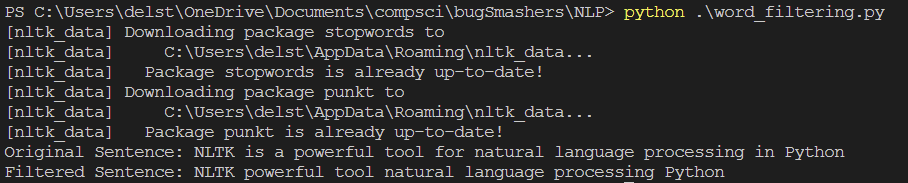 PS C:\Users\delst\OneDrive\Documents\compsci\bugSmashers\NLP> python .\word_filtering.py
[nltk_data] Downloading package stopwords to
[nltk_data]     C:\Users\delst\AppData\Roaming\nltk_data...
[nltk_data]   Package stopwords is already up-to-date!
[nltk_data] Downloading package punkt to
[nltk_data]     C:\Users\delst\AppData\Roaming\nltk_data...
[nltk_data]   Package punkt is already up-to-date!
Original Sentence: NLTK is a powerful tool for natural language processing in Python
Filtered Sentence: NLTK powerful tool natural language processing Python